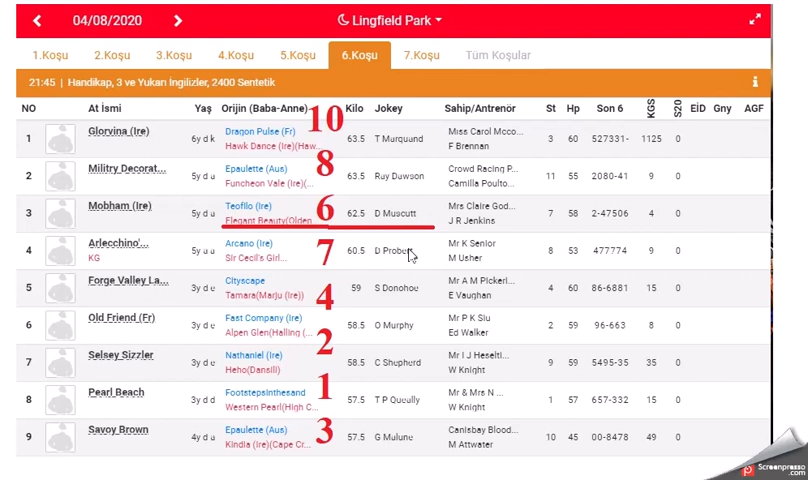 04/08/2020
Lingfield Park
1.Koşu 2.Koşu 3.Koşu 4.Koşu 5.Koşu 6.Koşu 7.Koşu Tüm Koşular
21:45 | Handikap, 3 ve Yukarı İngilizler, 2400 Sentetik
NO At İsmi Yaş Orijin (Baba-Anne) Kilo Jokey Sahip/Antrenör St Hp Son 6 KGS S20 EİD Gny AGF
1 Glorvina (Ire) 6y d k Dragon Pulse (Fr) 10 63.5 T Marquand Miss Carol Mcco... 3 60 527331- 1125 0
Hawk Dance (Ire)(Haw... F Brennan
2 Militry Decorat... 5y d a Epaulette (Aus) 8 63.5 Ray Dawson Crowd Racing P... 11 55 2080-41 9 0
Funcheon Vale (Ire)(... Camilla Poulto...
3 Mobham (Ire) 5y d a Teofilo (Ire) 6 62.5 D Muscutt Mrs Claire God... 7 58 2-47506 4 0
Elegant Beauty(Olden J R Jenkins
4 Arlecchino'... 5y a a Arcano (Ire) 7 60.5 D Probert Mr K Senior 8 53 477774 9 0
KG Sir Cecil's Girl... M Usher
5 Forge Valley La... 3y d e Cityscape 4 59 S Donohoe Mr A M Pickeri... 4 60 86-6881 15 0
Tamara(Marju (Ire)) E Vaughan
6 Old Friend (Fr) 3y d e Fast Company (Ire) 58.5 O Murphy Mr P K Siu 2 59 96-663 8 0
Alpen Glen(Halling (... 2 Ed Walker
7 Selsey Sizzler 3y d e Nathaniel (Ire) 58.5 C Shepherd Mr I J Heselti... 9 59 5495-35 35 0
Heho(Dansili) W Knight
8 Pearl Beach 3y d d Footstepsinthesand 1 57.5 T P Queally Mr & Mrs N ... 1 57 657-332 15 0
Western Pearl(High C... W Knight
9 Savoy Brown 4y d a Epaulette (Aus) 3 57.5 G Malune Canisbay Blood... 10 45 00-8478 49 0
Kindia (Ire)(Cape Cr... M Attwater
Screenpresso.com